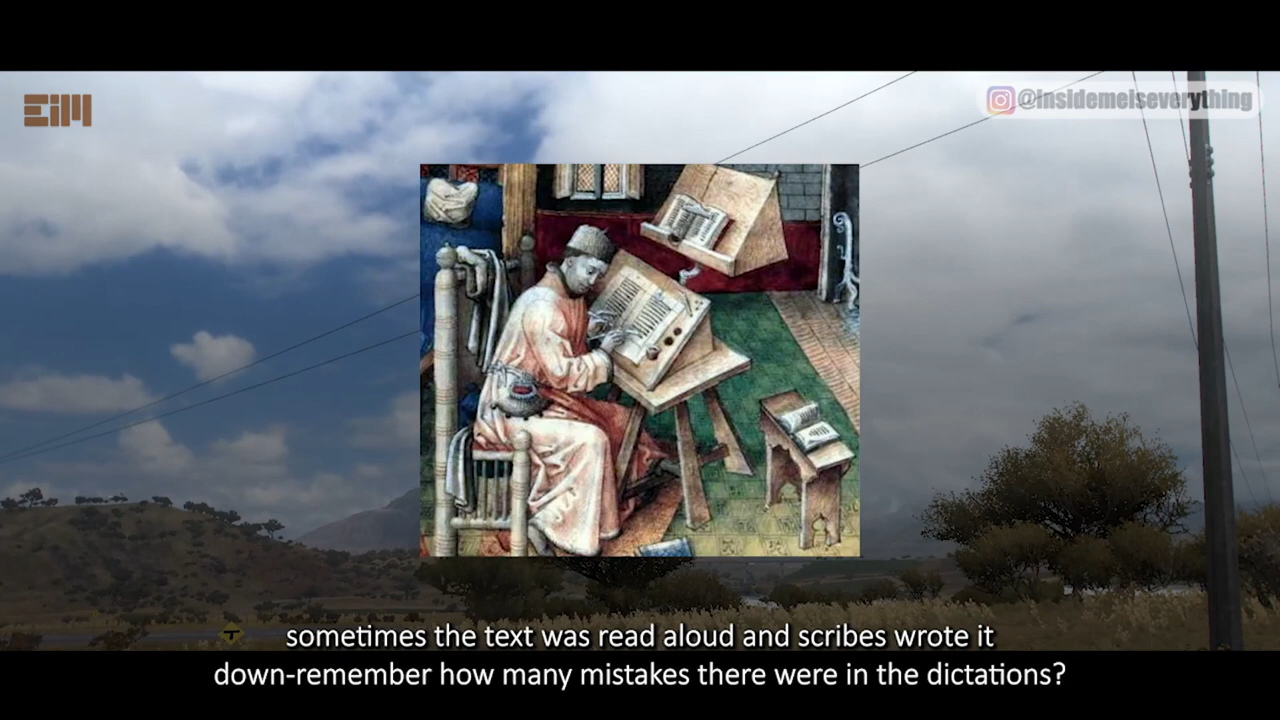 EiM
@insidemeiseverything
sometimes the text was read aloud and scribes wrote it
down-remember how many mistakes there were in the dictations?